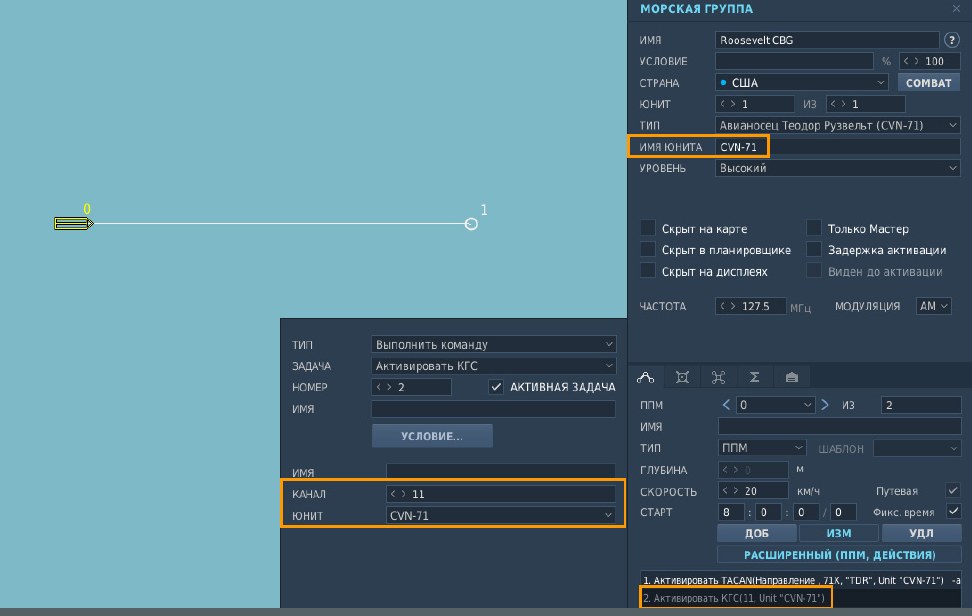 МОРСКАЯ ГРУППА
ИМЯ Roosevelt CBG ?
УСЛОВИЕ % < > 100
СТРАНА США COMBAT
ЮНИТ < > 1 ИЗ < > 1
ТИП Авианосец Теодор Рузвельт (CVN-71)
ИМЯ ЮНИТА CVN-71
УРОВЕНЬ Высокий
0
1
Скрыт на карте Только Мастер
Скрыт в планировщике Задержка активации
Скрыт на дисплеях Виден до активации
ЧАСТОТА < > 127.5 МГц МОДУЛЯЦИЯ AM
ТИП Выполнить команду
ЗАДАЧА Активировать КГС
НОМЕР < > 2 АКТИВНАЯ ЗАДАЧА
ИМЯ
УСЛОВИЕ...
ИМЯ
КАНАЛ < > 11
ЮНИТ CVN-71
ППМ < 0 > ИЗ 2
ИМЯ
ТИП ППМ ШАБЛОН
ГЛУБИНА < > 0 м
СКОРОСТЬ < > 20 км/ч Путевая
СТАРТ 8 : 0 : 0 / 0 Фикс. время
ДОБ ИЗМ УДЛ
РАСШИРЕННЫЙ (ППМ, ДЕЙСТВИЯ)
1. Активировать TACAN(Направление , 71X, "TDR", Unit "CVN-71") -a
2. Активировать КГС(11, Unit "CVN-71")